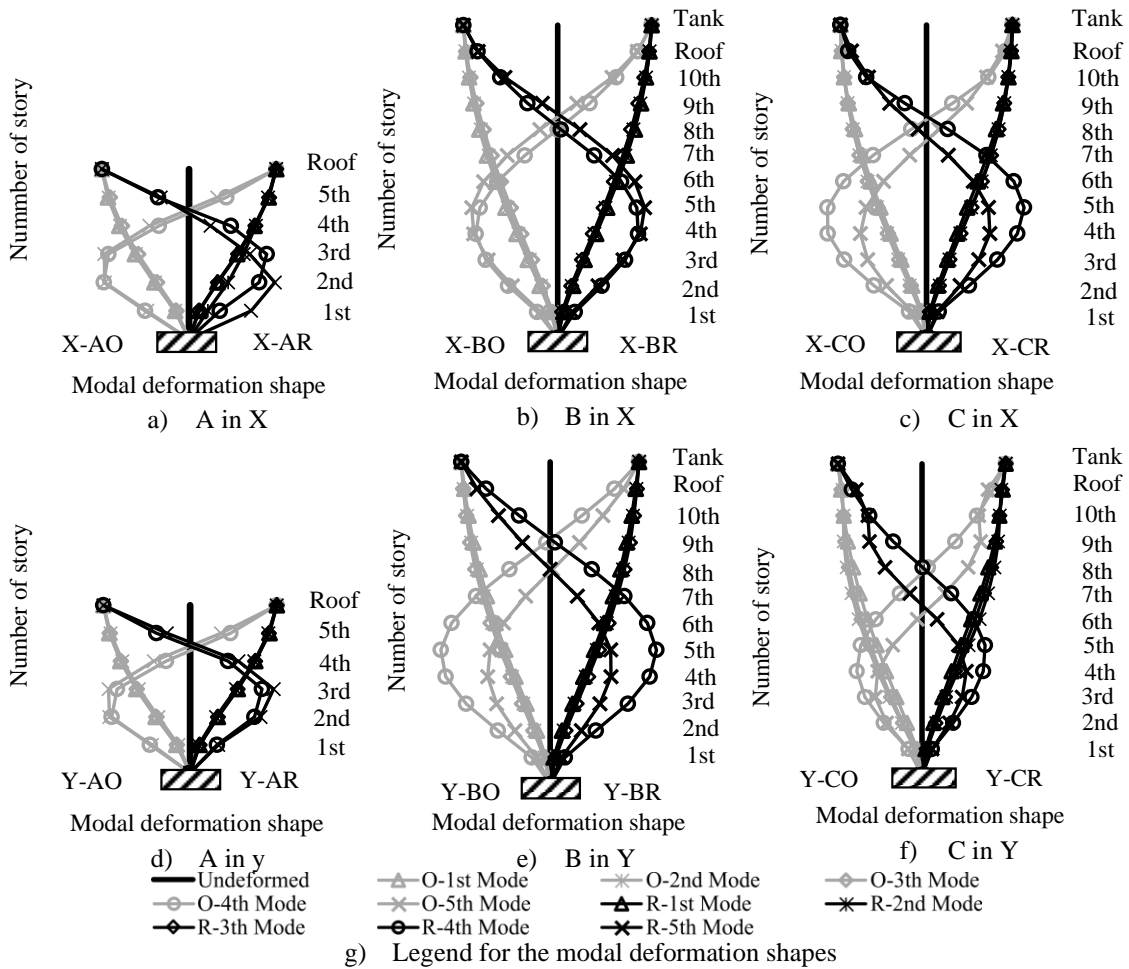 Nummber of story
Roof
5th
4th
3rd
2nd
1st
X-AO
X-AR
Modal deformation shape
a) A in X
Number of story
Tank
Roof
10th
9th
8th
7th
6th
5th
4th
3rd
2nd
1st
X-BO
X-BR
Modal deformation shape
b) B in X
Number of story
Tank
Roof
10th
9th
8th
7th
6th
5th
4th
3rd
2nd
1st
X-CO
X-CR
Modal deformation shape
c) C in X
Number of story
Roof
5th
4th
3rd
2nd
1st
Y-AO
Y-AR
Modal deformation shape
d) A in y
Number of story
Tank
Roof
10th
9th
8th
7th
6th
5th
4th
3rd
2nd
1st
Y-BO
Y-BR
Modal deformation shape
e) B in Y
Number of story
Tank
Roof
10th
9th
8th
7th
6th
5th
4th
3rd
2nd
1st
Y-CO
Y-CR
Modal deformation shape
f) C in Y
Undeformed
O-1st Mode
O-2nd Mode
O-3th Mode
O-4th Mode
O-5th Mode
R-1st Mode
R-2nd Mode
R-3th Mode
R-4th Mode
R-5th Mode
g) Legend for the modal deformation shapes